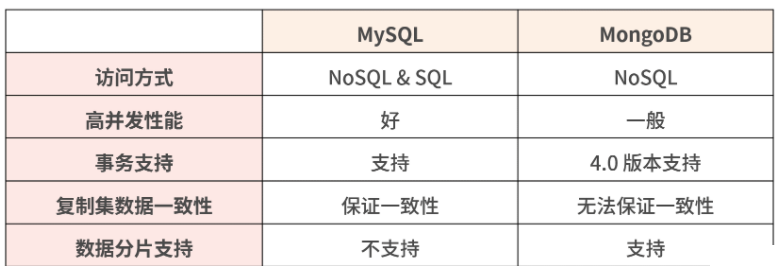 MySQL MongoDB
访问方式 NoSQL & SQL NoSQL
高并发性能 好 一般
事务支持 支持 4.0 版本支持
复制集数据一致性 保证一致性 无法保证一致性
数据分片支持 不支持 支持